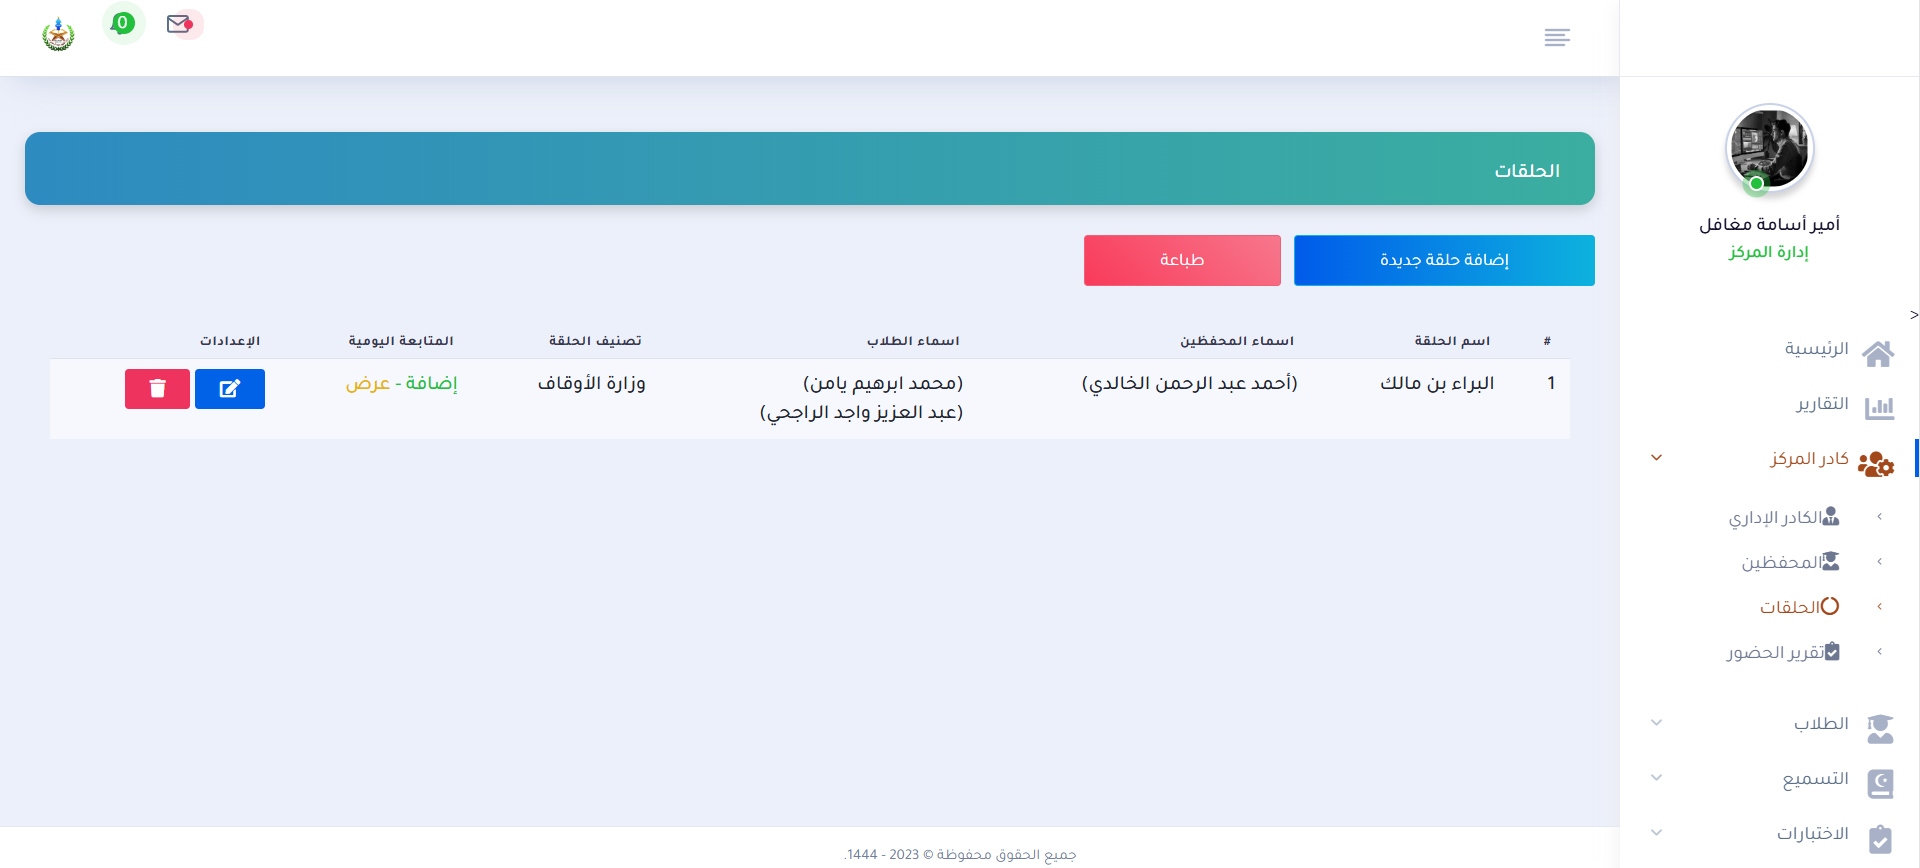 0
أمير أسامة مغافل
إدارة المركز
>
الرئيسية
التقارير
كادر المركز
الكادر الإداري
المحفظين
الحلقات
تقرير الحضور
الطلاب
التسميع
الاختبارات
الحلقات
إضافة حلقة جديدة
طباعة
# اسم الحلقة اسماء المحفظين اسماء الطلاب تصنيف الحلقة المتابعة اليومية الإعدادات
1 البراء بن مالك (أحمد عبد الرحمن الخالدي) (محمد ابرهيم يامن) وزارة الأوقاف إضافة - عرض
(عبد العزيز واجد الراجحي)
جميع الحقوق محفوظة © 2023 - 1444.